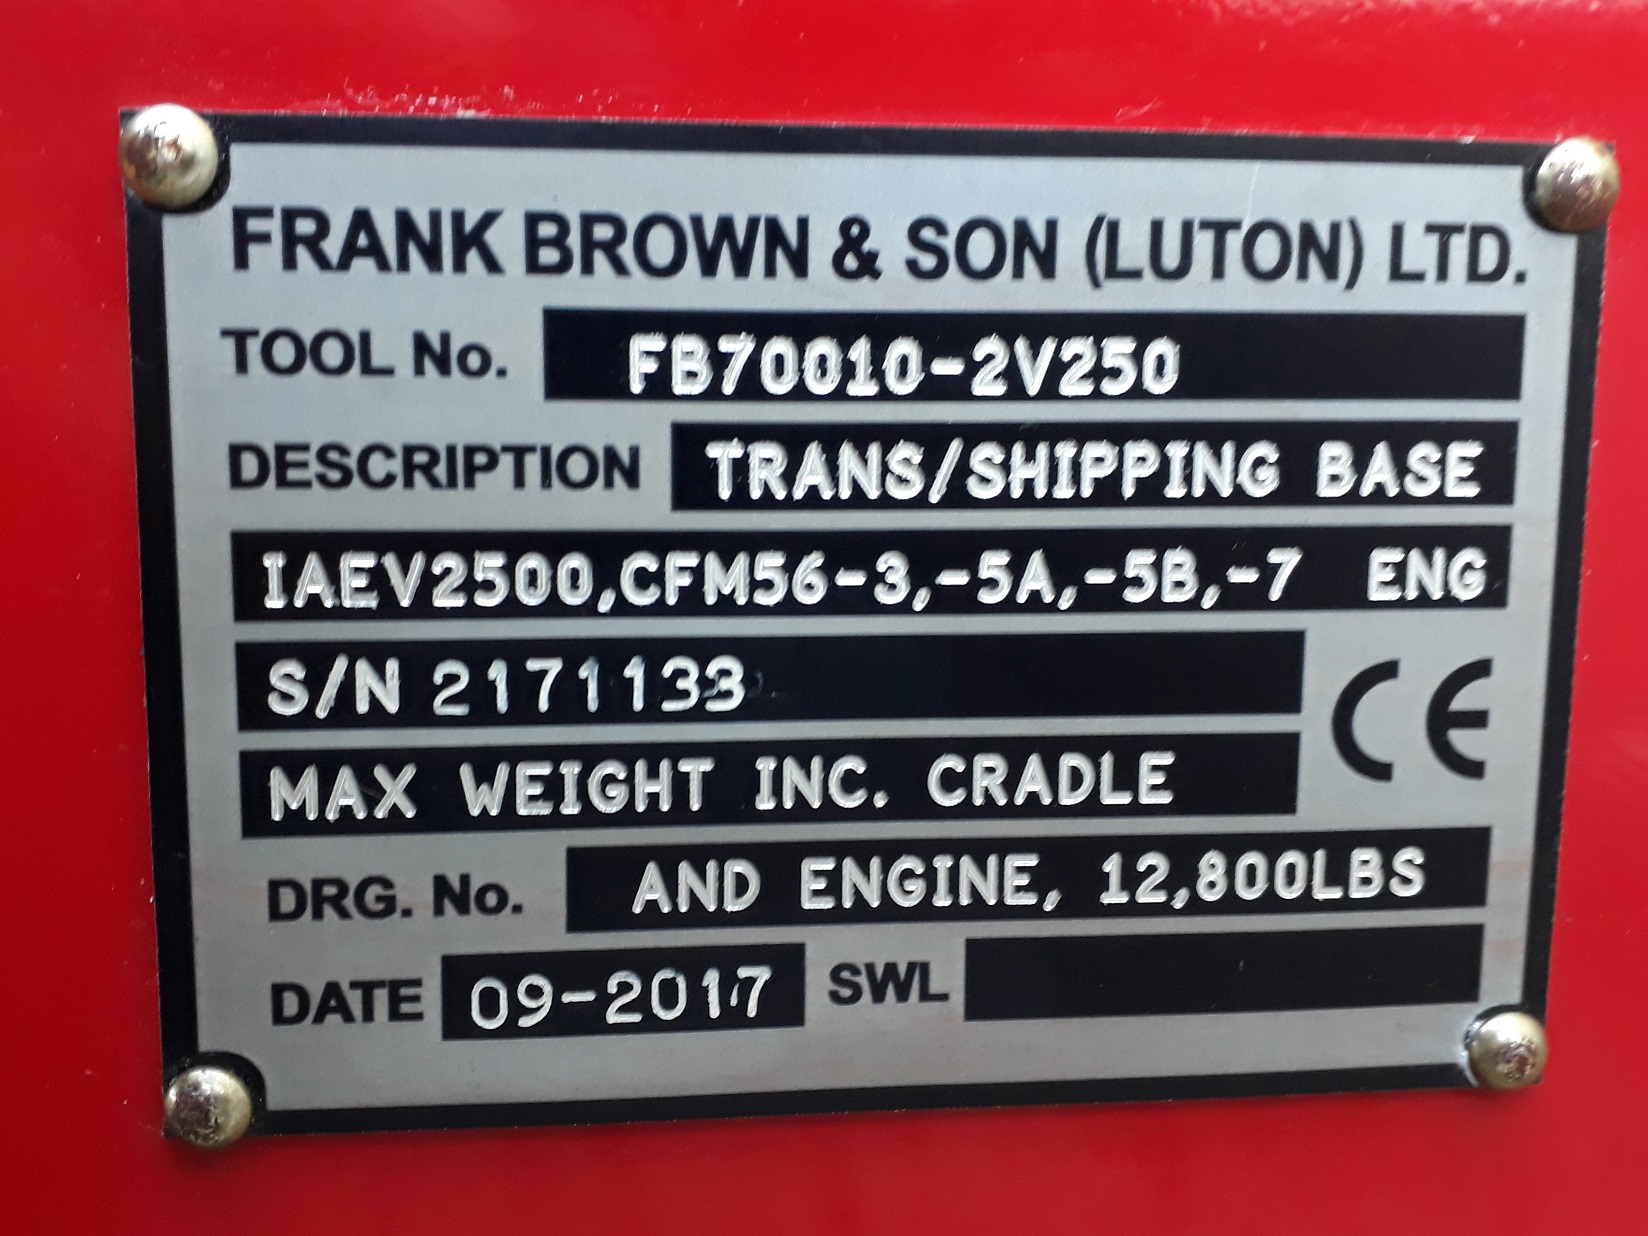 FRANK BROWN & SON (LUTON) LTD.
TOOL No. FB70010-2V250
DESCRIPTION TRANS/SHIPPING BASE
IAEV2500,CFM56-3,-5A,-5B,-7 ENG
S/N 2171133
CE
MAX WEIGHT INC. CRADLE
DRG. No. AND ENGINE, 12,800LBS
DATE 09-2017 SWL